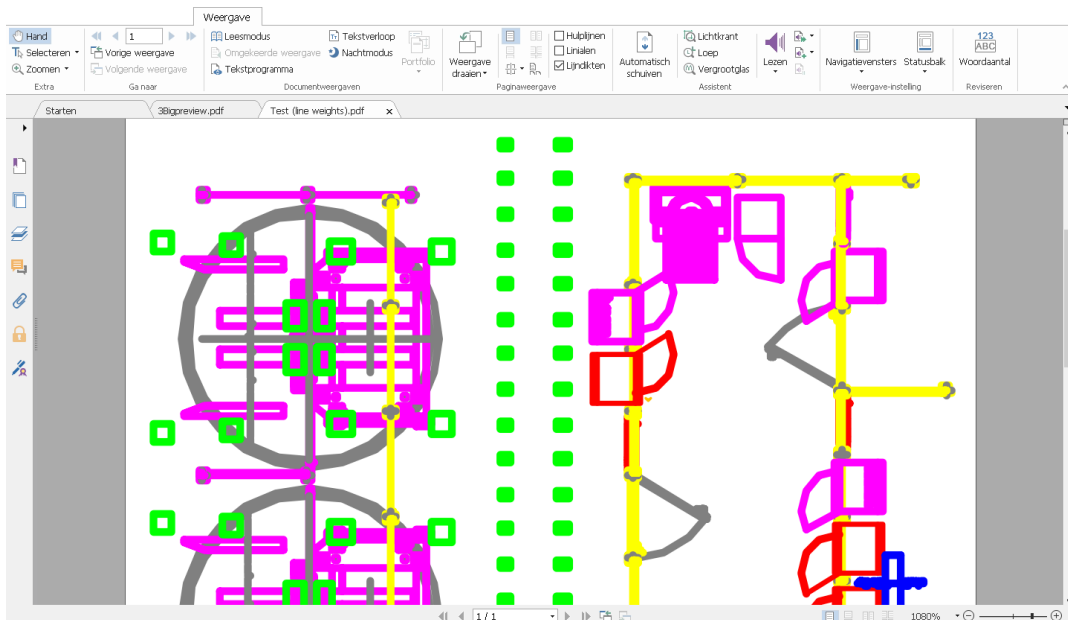 Weergave
Hand
Selecteren
Zoomen
Extra
1
Vorige weergave
Volgende weergave
Ga naar
Leesmodus
Omgekeerde weergave
Tekstprogramma
Tekstverloop
Nachtmodus
Portfolio
Documentweergaven
Weergave draaien
Hulplijnen
Linialen
Lijndikten
Paginaweergave
Automatisch schuiven
Lichtkrant
Loep
Vergrootglas
Assistent
Lezen
Navigatievensters
Statusbalk
Weergave-instelling
123
ABC
Woordaantal
Reviseren
Starten
3Bigpreview.pdf
Test (line weights).pdf
1 / 1
1080%